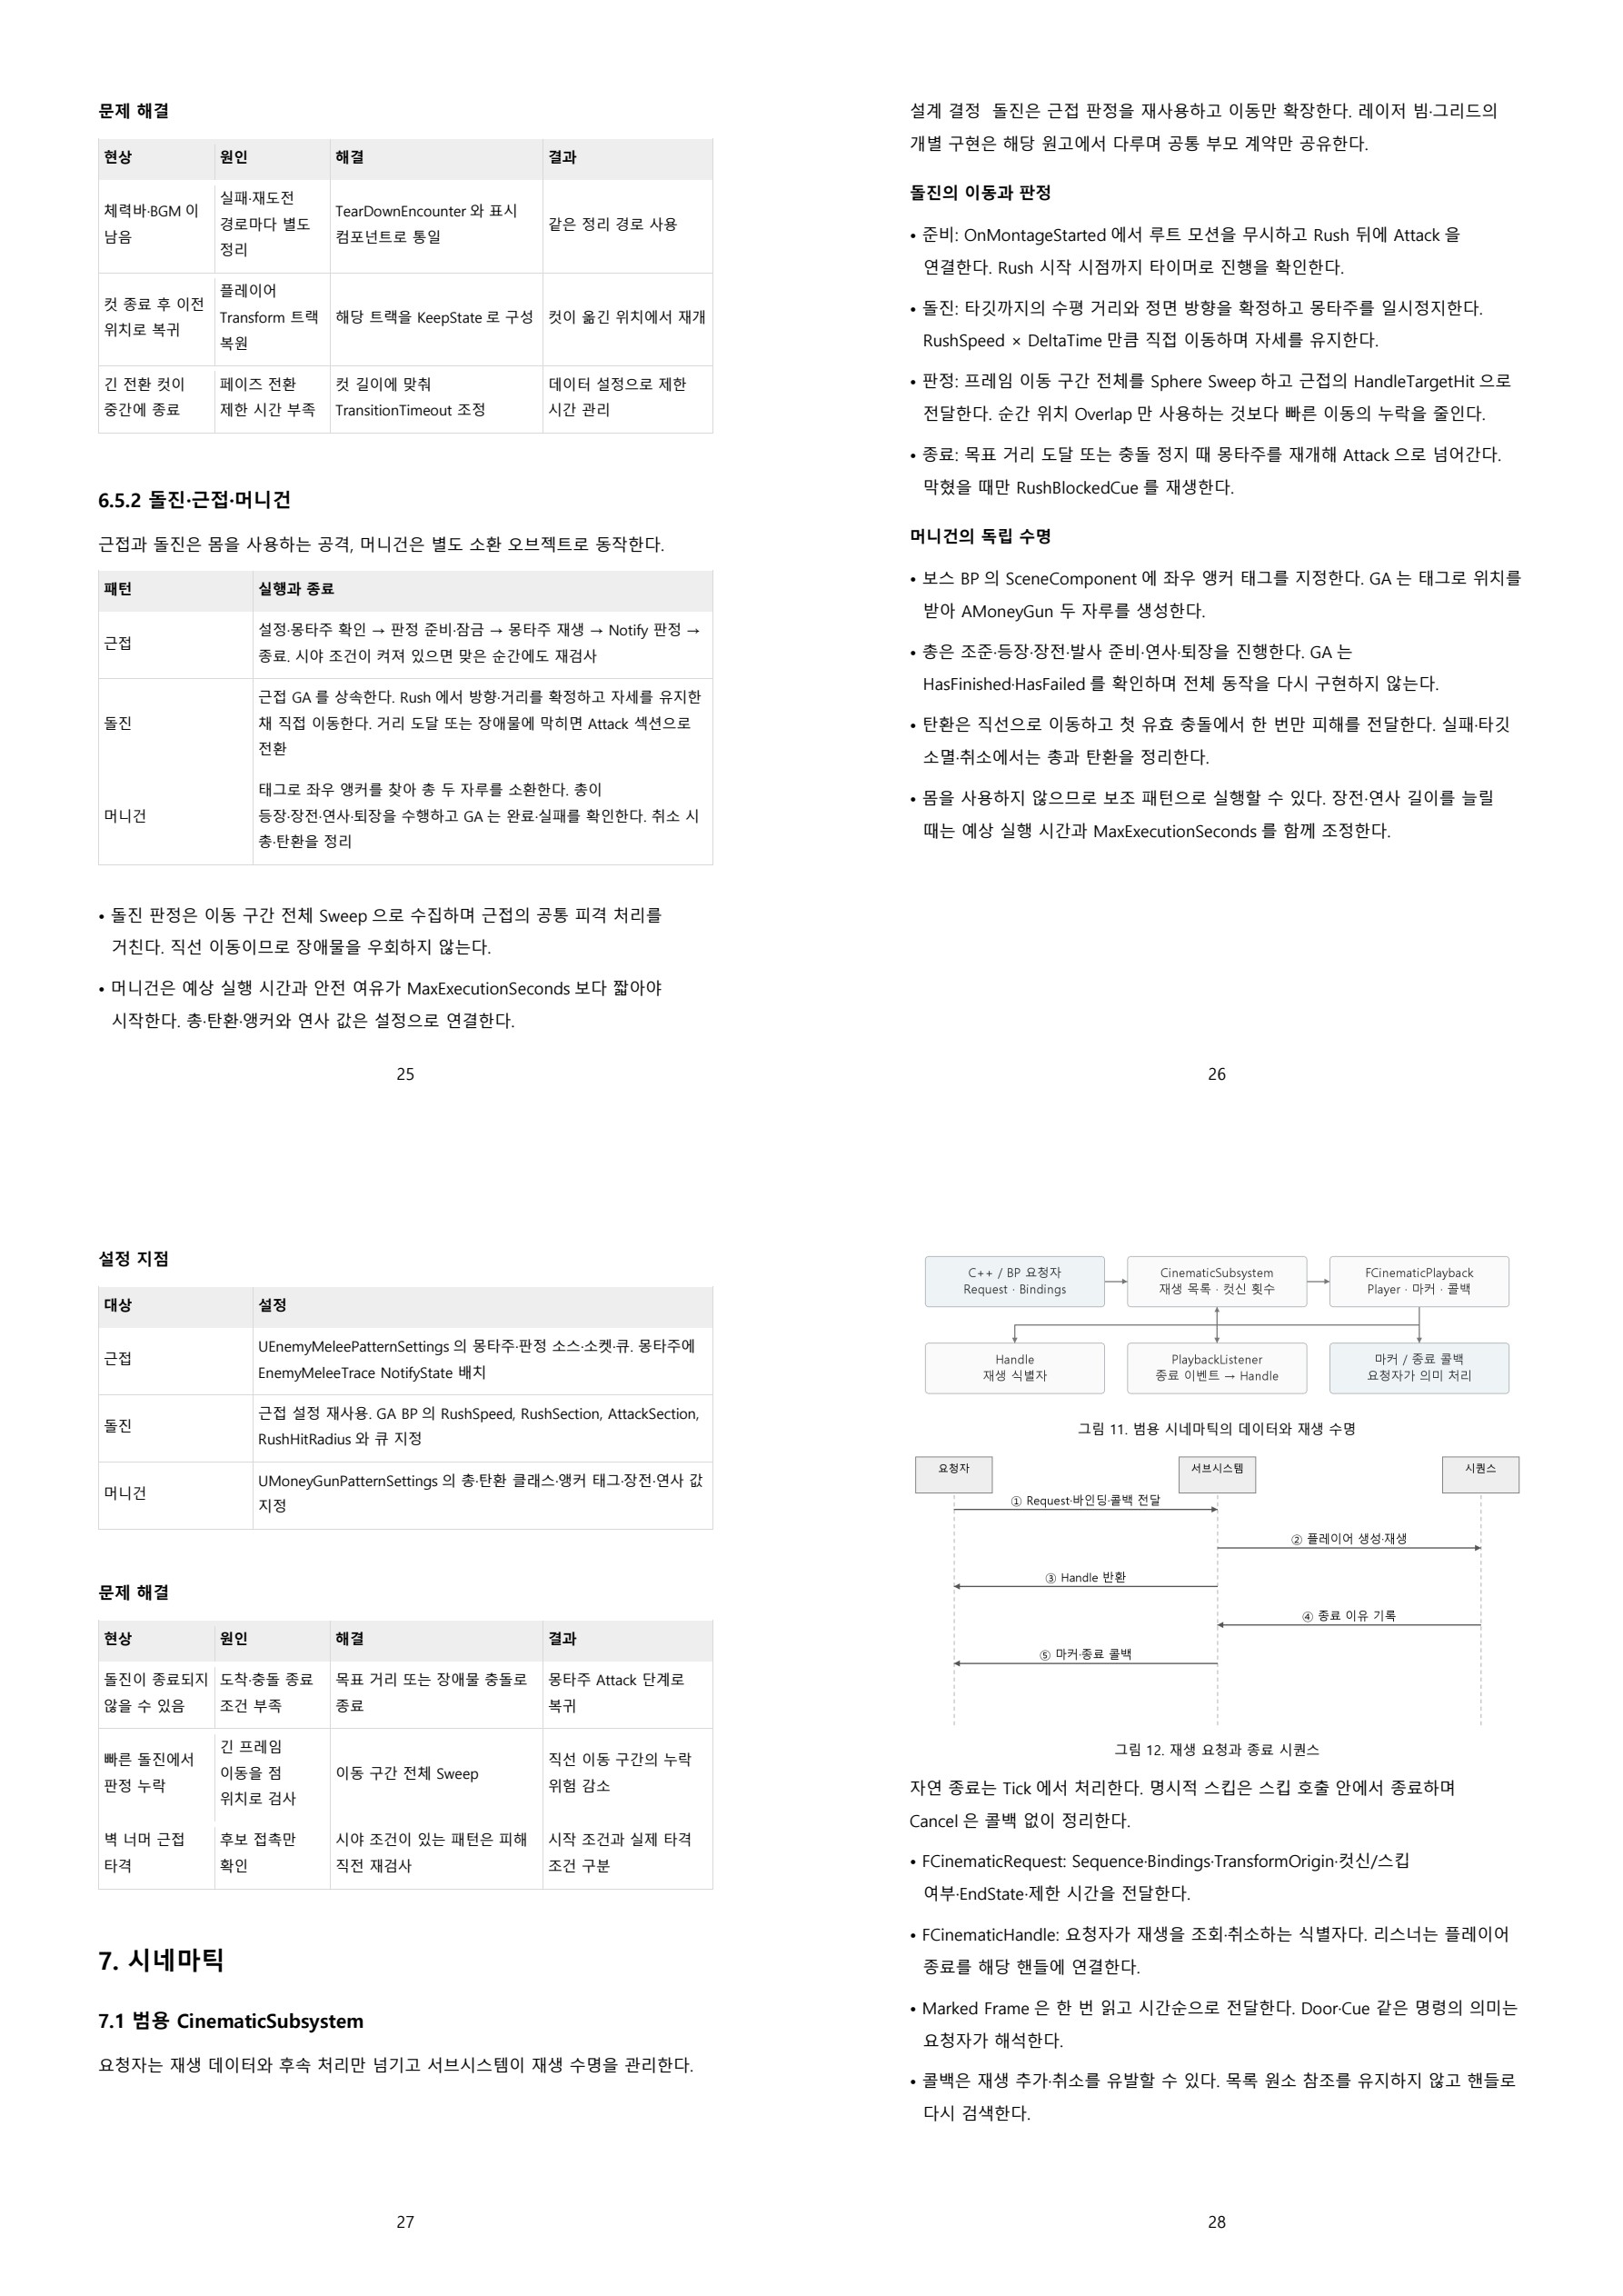 문제 해결
현상 원인 해결 결과
체력바·BGM 이 남음 실패·재도전 경로마다 별도 정리 TearDownEncounter 와 표시 컴포넌트로 통일 같은 정리 경로 사용
컷 종료 후 이전 위치로 복귀 플레이어 Transform 트랙 복원 해당 트랙을 KeepState 로 구성 컷이 옮긴 위치에서 재개
긴 전환 컷이 중간에 종료 페이즈 전환 제한 시간 부족 컷 길이에 맞춰 TransitionTimeout 조정 데이터 설정으로 제한 시간 관리
6.5.2 돌진·근접·머니건
근접과 돌진은 몸을 사용하는 공격, 머니건은 별도 소환 오브젝트로 동작한다.
패턴 실행과 종료
근접 설정·몽타주 확인 → 판정 준비·잠금 → 몽타주 재생 → Notify 판정 →
종료. 시야 조건이 켜져 있으면 맞은 순간에도 재검사
돌진 근접 GA 를 상속한다. Rush 에서 방향·거리를 확정하고 자세를 유지한
채 직접 이동한다. 거리 도달 또는 장애물에 막히면 Attack 섹션으로
전환
머니건 태그로 좌우 앵커를 찾아 총 두 자루를 소환한다. 총이
등장·장전·연사·퇴장을 수행하고 GA 는 완료·실패를 확인한다. 취소 시
총·탄환을 정리
• 돌진 판정은 이동 구간 전체 Sweep 으로 수집하며 근접의 공통 피격 처리를
거친다. 직선 이동이므로 장애물을 우회하지 않는다.
• 머니건은 예상 실행 시간과 안전 여유가 MaxExecutionSeconds 보다 짧아야
시작한다. 총·탄환·앵커와 연사 값은 설정으로 연결한다.
25
설계 결정 돌진은 근접 판정을 재사용하고 이동만 확장한다. 레이저 빔·그리드의
개별 구현은 해당 원고에서 다루며 공통 부모 계약만 공유한다.
돌진의 이동과 판정
• 준비: OnMontageStarted 에서 루트 모션을 무시하고 Rush 뒤에 Attack 을
연결한다. Rush 시작 시점까지 타이머로 진행을 확인한다.
• 돌진: 타깃까지의 수평 거리와 정면 방향을 확정하고 몽타주를 일시정지한다.
RushSpeed × DeltaTime 만큼 직접 이동하며 자세를 유지한다.
• 판정: 프레임 이동 구간 전체를 Sphere Sweep 하고 근접의 HandleTargetHit 으로
전달한다. 순간 위치 Overlap 만 사용하는 것보다 빠른 이동의 누락을 줄인다.
• 종료: 목표 거리 도달 또는 충돌 정지 때 몽타주를 재개해 Attack 으로 넘어간다.
막혔을 때만 RushBlockedCue 를 재생한다.
머니건의 독립 수명
• 보스 BP 의 SceneComponent 에 좌우 앵커 태그를 지정한다. GA 는 태그로 위치를
받아 AMoneyGun 두 자루를 생성한다.
• 총은 조준·등장·장전·발사 준비·연사·퇴장을 진행한다. GA 는
HasFinished·HasFailed 를 확인하며 전체 동작을 다시 구현하지 않는다.
• 탄환은 직선으로 이동하고 첫 유효 충돌에서 한 번만 피해를 전달한다. 실패·타깃
소멸·취소에서는 총과 탄환을 정리한다.
• 몸을 사용하지 않으므로 보조 패턴으로 실행할 수 있다. 장전·연사 길이를 늘릴
때는 예상 실행 시간과 MaxExecutionSeconds 를 함께 조정한다.
26
설정 지점
대상 설정
근접 UEnemyMeleePatternSettings 의 몽타주·판정 소스·소켓·큐. 몽타주에
EnemyMeleeTrace NotifyState 배치
돌진 근접 설정 재사용. GA BP 의 RushSpeed, RushSection, AttackSection,
RushHitRadius 와 큐 지정
머니건 UMoneyGunPatternSettings 의 총·탄환 클래스·앵커 태그·장전·연사 값
지정
문제 해결
현상 원인 해결 결과
돌진이 종료되지 않을 수 있음 도착·충돌 종료 조건 부족 목표 거리 또는 장애물 충돌로 종료 몽타주 Attack 단계로 복귀
빠른 돌진에서 판정 누락 긴 프레임 이동을 점 위치로 검사 이동 구간 전체 Sweep 직선 이동 구간의 누락 위험 감소
벽 너머 근접 타격 후보 접촉만 확인 시야 조건이 있는 패턴은 피해 직전 재검사 시작 조건과 실제 타격 조건 구분
7. 시네마틱
7.1 범용 CinematicSubsystem
요청자는 재생 데이터와 후속 처리만 넘기고 서브시스템이 재생 수명을 관리한다.
27
C++ / BP 요청자
Request · Bindings
CinematicSubsystem
재생 목록 · 컷신 횟수
FCinematicPlayback
Player · 마커 · 콜백
Handle
재생 식별자
PlaybackListener
종료 이벤트 → Handle
마커 / 종료 콜백
요청자가 의미 처리
그림 11. 범용 시네마틱의 데이터와 재생 수명
요청자 서브시스템 시퀀스
① Request·바인딩·콜백 전달
② 플레이어 생성·재생
③ Handle 반환
④ 종료 이유 기록
⑤ 마커·종료 콜백
그림 12. 재생 요청과 종료 시퀀스
자연 종료는 Tick 에서 처리한다. 명시적 스킵은 스킵 호출 안에서 종료하며
Cancel 은 콜백 없이 정리한다.
• FCinematicRequest: Sequence·Bindings·TransformOrigin·컷신/스킵
여부·EndState·제한 시간을 전달한다.
• FCinematicHandle: 요청자가 재생을 조회·취소하는 식별자다. 리스너는 플레이어
종료를 해당 핸들에 연결한다.
• Marked Frame 은 한 번 읽고 시간순으로 전달한다. Door·Cue 같은 명령의 의미는
요청자가 해석한다.
• 콜백은 재생 추가·취소를 유발할 수 있다. 목록 원소 참조를 유지하지 않고 핸들로
다시 검색한다.
28